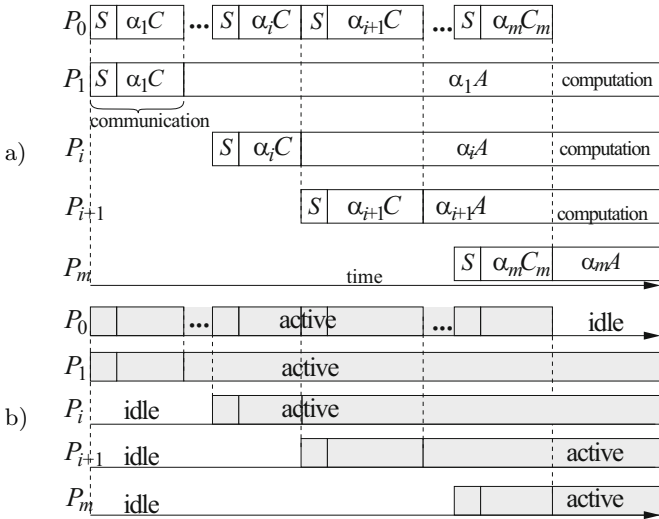 P₀ S α₁C ... S αᵢC S αᵢ₊₁C ... S αₘCₘ
P₁ S α₁C α₁A computation
communication
a) Pᵢ S αᵢC αᵢA computation
Pᵢ₊₁ S αᵢ₊₁C αᵢ₊₁A computation
Pₘ S αₘCₘ αₘA
time
P₀ ... active ... idle
P₁ active
b) Pᵢ idle active
Pᵢ₊₁ idle active
Pₘ idle active